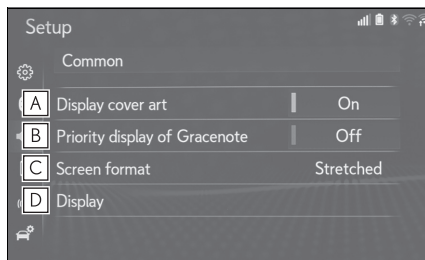 Setup
Common
A Display cover art On
B Priority display of Gracenote Off
C Screen format Stretched
D Display